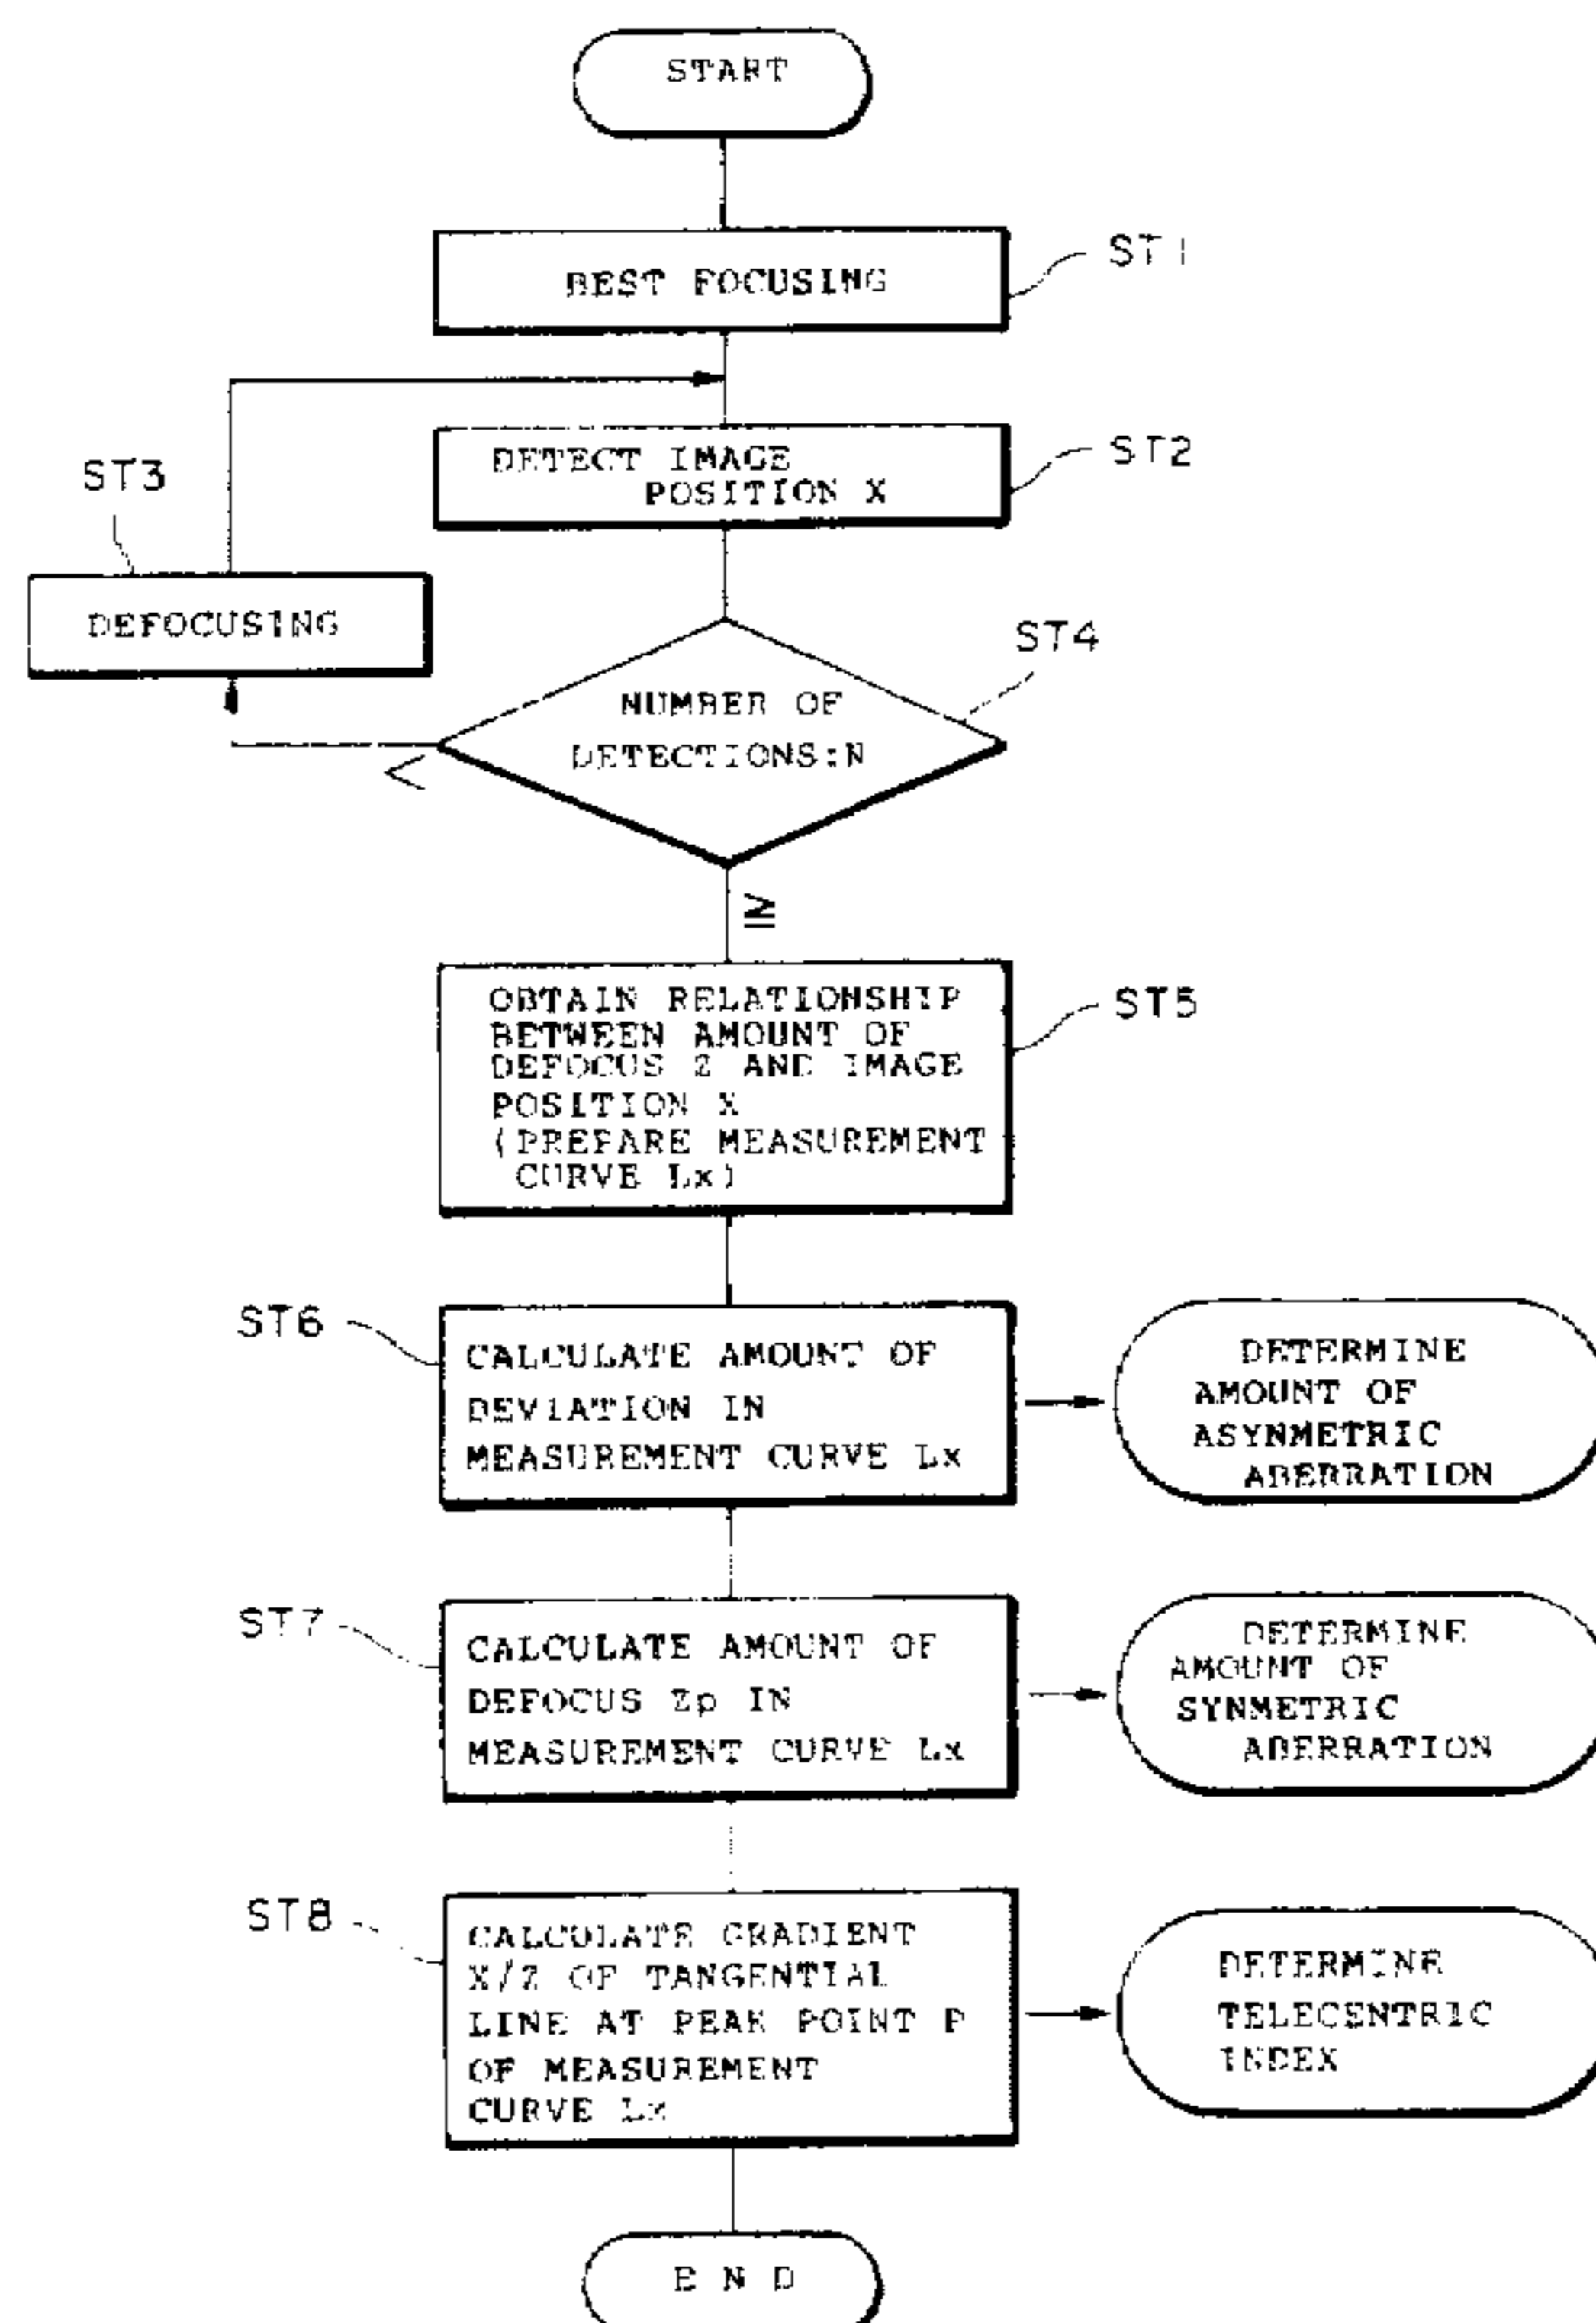 START
BEST FOCUSING
ST1
DETECT IMAGE
POSITION X
ST2
ST3
DEFOCUSING
ST4
NUMBER OF
DETECTIONS:N
<
≧
OBTAIN RELATIONSHIP
BETWEEN AMOUNT OF
DEFOCUS Z AND IMAGE
POSITION X
(PREPARE MEASUREMENT
CURVE Lx)
ST5
ST6
CALCULATE AMOUNT OF
DEVIATION IN
MEASUREMENT CURVE Lx
DETERMINE
AMOUNT OF
ASYNMETRIC
ABERRATION
ST7
CALCULATE AMOUNT OF
DEFOCUS Zp IN
MEASUREMENT CURVE Lx
DETERMINE
AMOUNT OF
SYNMETRIC
ABERRATION
ST8
CALCULATE GRADIENT
X/Z OF TANGENTIAL
LINE AT PEAK POINT P
OF MEASUREMENT
CURVE Lx
DETERMINE
TELECENTRIC
INDEX
END